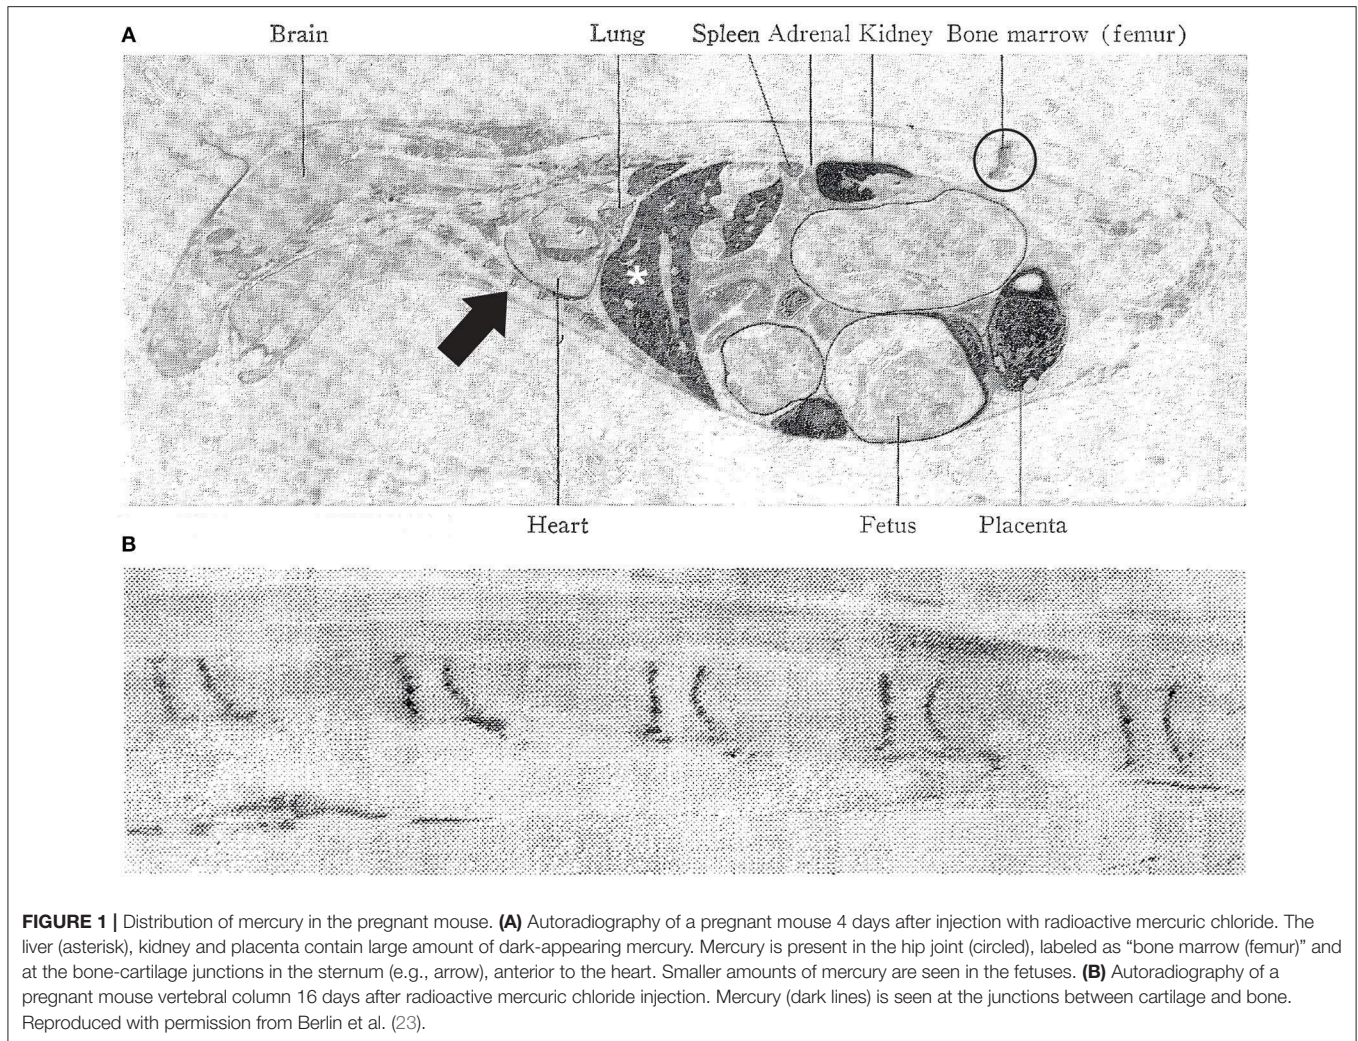 A
Brain
Lung
Spleen Adrenal Kidney Bone marrow (femur)
*
Heart
Fetus
Placenta
B
FIGURE 1 | Distribution of mercury in the pregnant mouse. (A) Autoradiography of a pregnant mouse 4 days after injection with radioactive mercuric chloride. The
liver (asterisk), kidney and placenta contain large amount of dark-appearing mercury. Mercury is present in the hip joint (circled), labeled as “bone marrow (femur)” and
at the bone-cartilage junctions in the sternum (e.g., arrow), anterior to the heart. Smaller amounts of mercury are seen in the fetuses. (B) Autoradiography of a
pregnant mouse vertebral column 16 days after radioactive mercuric chloride injection. Mercury (dark lines) is seen at the junctions between cartilage and bone.
Reproduced with permission from Berlin et al. (23).